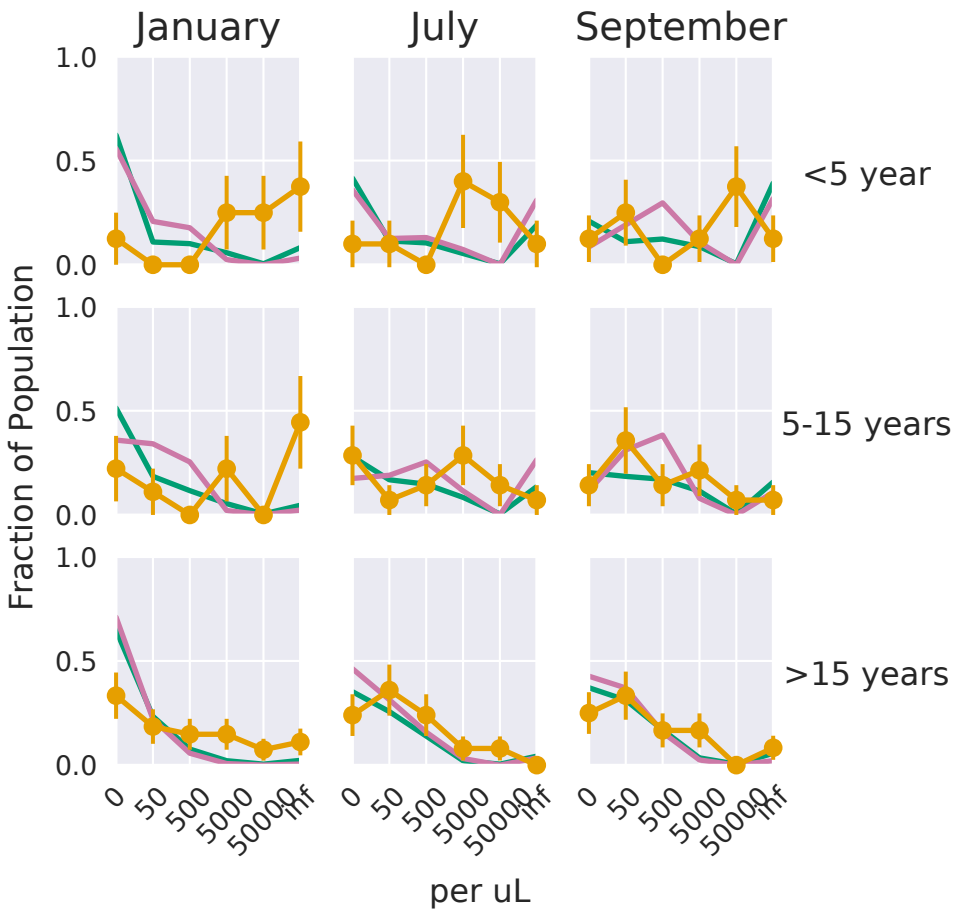 January July September
1.0
0.5
0.0
<5 year
1.0
0.5
0.0
5-15 years
1.0
0.5
0.0
>15 years
Fraction of Population
0 50 500 5000 50000 inf 0 50 500 5000 50000 inf 0 50 500 5000 50000 inf
per uL